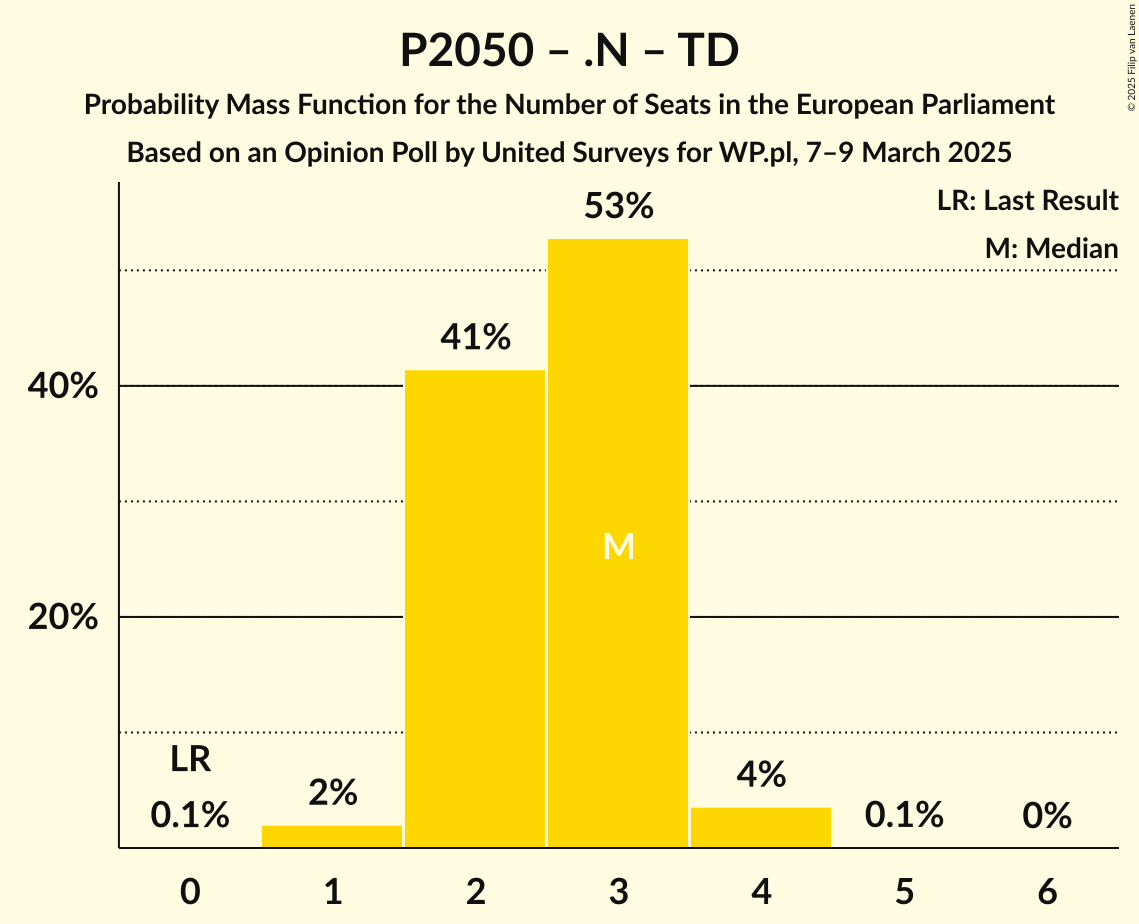 P2050 – .N – TD
Probability Mass Function for the Number of Seats in the European Parliament
Based on an Opinion Poll by United Surveys for WP.pl, 7–9 March 2025
© 2025 Filip van Laenen
LR: Last Result
M: Median
53%
41%
40%
M
20%
LR
0.1%
2%
4%
0.1%
0%
0 1 2 3 4 5 6